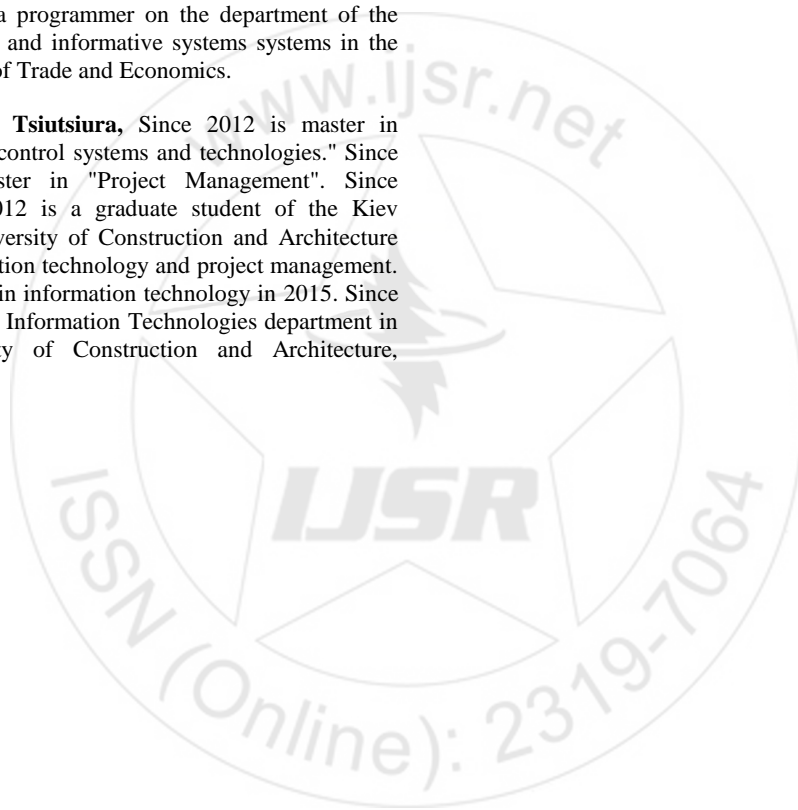 a programmer on the department of the
and informative systems systems in the
of Trade and Economics.
Tsiutsiura, Since 2012 is master in
control systems and technologies." Since
ster in "Project Management". Since
012 is a graduate student of the Kiev
versity of Construction and Architecture
tion technology and project management.
in information technology in 2015. Since
Information Technologies department in
ty of Construction and Architecture,
www.ijsr.net
IJSR
ISSN (Online): 2319-7064